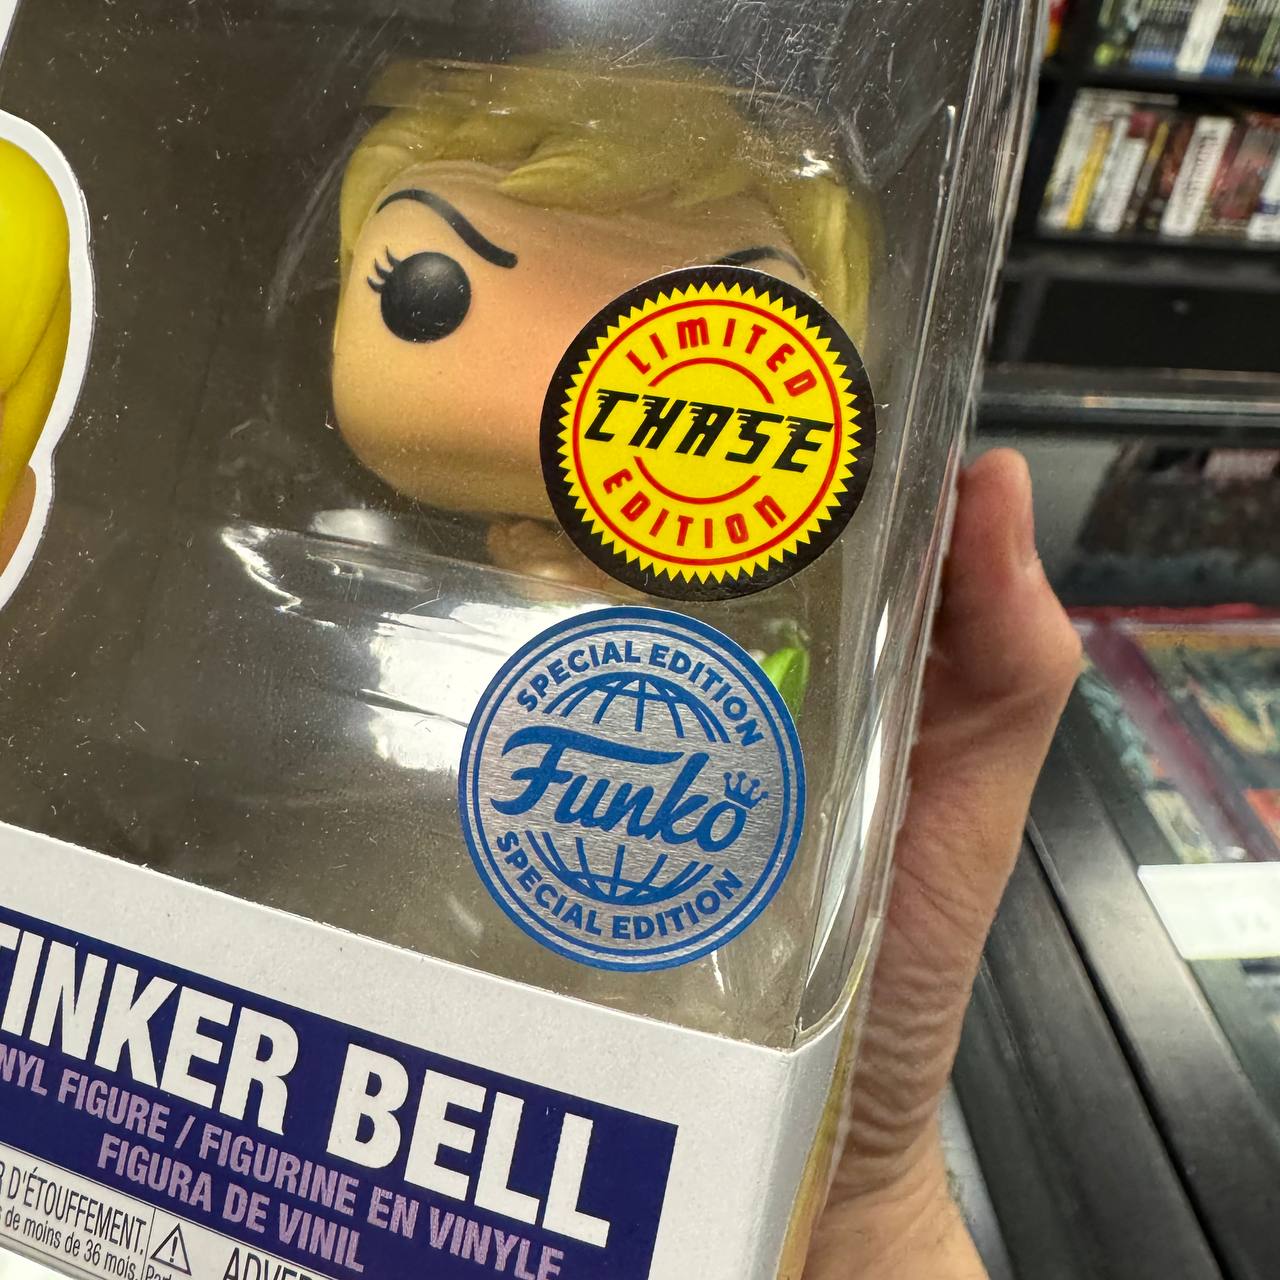 LIMITED
CHASE
EDITION
SPECIAL EDITION
Funko
SPECIAL EDITION
TINKER BELL
NYL FIGURE / FIGURINE EN VINYLE
FIGURA DE VINIL
D'ÉTOUFFEMENT.
de moins de 36 mois.